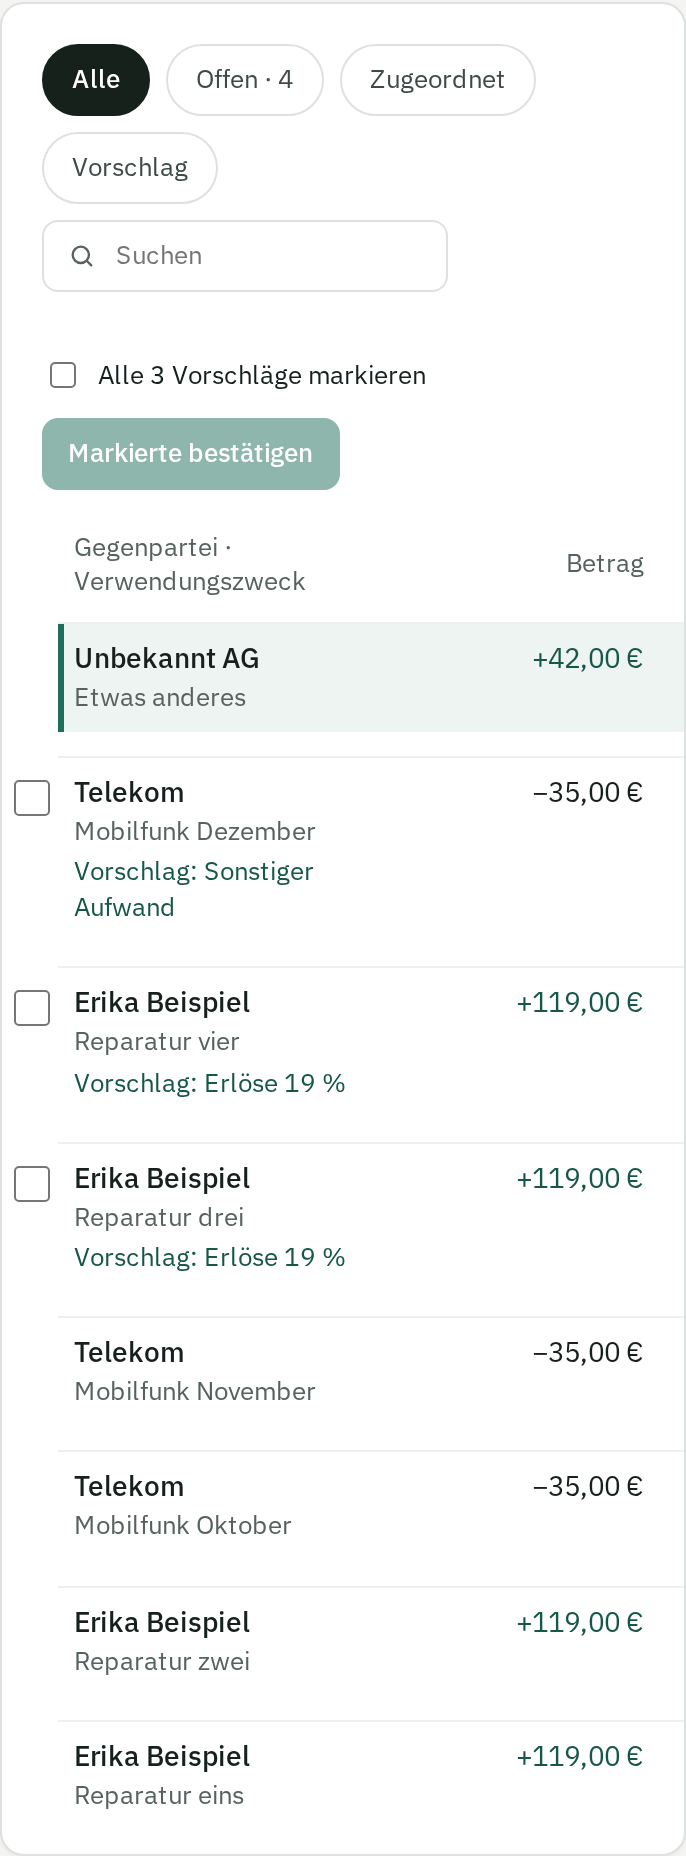 Alle
Offen · 4
Zugeordnet
Vorschlag
Suchen
Alle 3 Vorschläge markieren
Markierte bestätigen
Gegenpartei ·
Verwendungszweck
Betrag
Unbekannt AG
+42,00 €
Etwas anderes
Telekom
−35,00 €
Mobilfunk Dezember
Vorschlag: Sonstiger
Aufwand
Erika Beispiel
+119,00 €
Reparatur vier
Vorschlag: Erlöse 19 %
Erika Beispiel
+119,00 €
Reparatur drei
Vorschlag: Erlöse 19 %
Telekom
−35,00 €
Mobilfunk November
Telekom
−35,00 €
Mobilfunk Oktober
Erika Beispiel
+119,00 €
Reparatur zwei
Erika Beispiel
+119,00 €
Reparatur eins